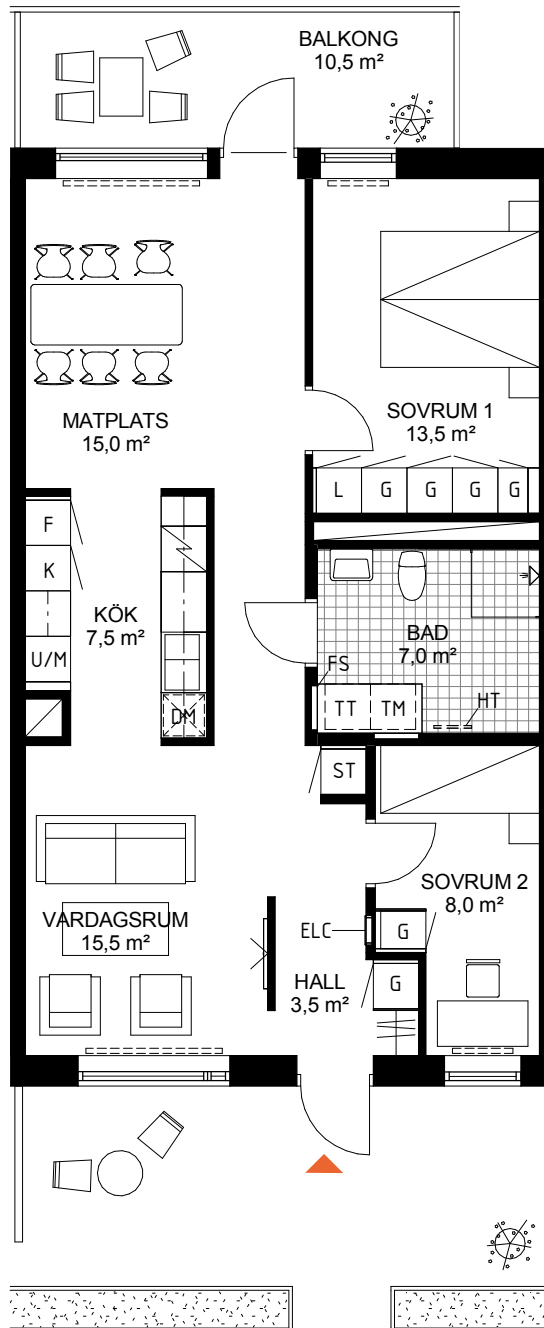 BALKONG
10,5 m²
MATPLATS
15,0 m²
SOVRUM 1
13,5 m²
L G G G G
F
K
U/M
KÖK
7,5 m²
DM
BAD
7,0 m²
FS
TT TM
HT
ST
VARDAGSRUM
15,5 m²
SOVRUM 2
8,0 m²
ELC
G
HALL
3,5 m²
G